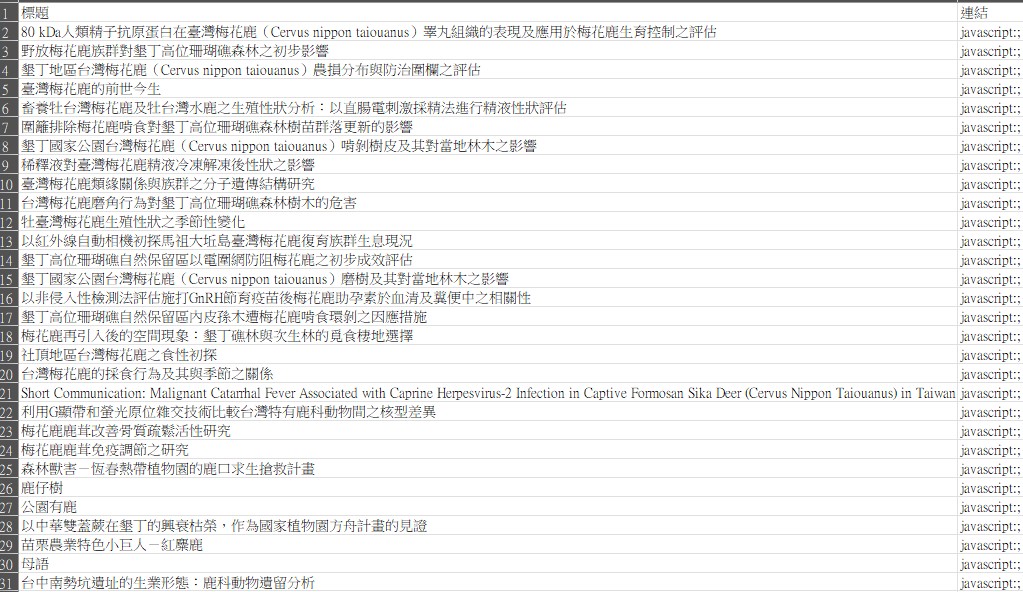 1 標題 連結
2 80 kDa人類精子抗原蛋白在臺灣梅花鹿（Cervus nippon taiouanus）睪丸組織的表現及應用於梅花鹿生育控制之評估 javascript:;
3 野放梅花鹿族群對墾丁高位珊瑚礁森林之初步影響 javascript:;
4 墾丁地區台灣梅花鹿（Cervus nippon taiouanus）農損分布與防治圍欄之評估 javascript:;
5 臺灣梅花鹿的前世今生 javascript:;
6 畜養牡台灣梅花鹿及牡台灣水鹿之生殖性狀分析：以直腸電刺激採精法進行精液性狀評估 javascript:;
7 圍籬排除梅花鹿啃食對墾丁高位珊瑚礁森林樹苗群落更新的影響 javascript:;
8 墾丁國家公園台灣梅花鹿（Cervus nippon taiouanus）啃剝樹皮及其對當地林木之影響 javascript:;
9 稀釋液對臺灣梅花鹿精液冷凍解凍後性狀之影響 javascript:;
10 臺灣梅花鹿類緣關係與族群之分子遺傳結構研究 javascript:;
11 台灣梅花鹿磨角行為對墾丁高位珊瑚礁森林樹木的危害 javascript:;
12 牡臺灣梅花鹿生殖性狀之季節性變化 javascript:;
13 以紅外線自動相機初探馬祖大坵島臺灣梅花鹿復育族群生息現況 javascript:;
14 墾丁高位珊瑚礁自然保留區以電圍網防阻梅花鹿之初步成效評估 javascript:;
15 墾丁國家公園台灣梅花鹿（Cervus nippon taiouanus）磨樹及其對當地林木之影響 javascript:;
16 以非侵入性檢測法評估施打GnRH節育疫苗後梅花鹿助孕素於血清及糞便中之相關性 javascript:;
17 墾丁高位珊瑚礁自然保留區內皮孫木遭梅花鹿啃食環剝之因應措施 javascript:;
18 梅花鹿再引入後的空間現象：墾丁礁林與次生林的覓食棲地選擇 javascript:;
19 社頂地區台灣梅花鹿之食性初探 javascript:;
20 台灣梅花鹿的採食行為及其與季節之關係 javascript:;
21 Short Communication: Malignant Catarrhal Fever Associated with Caprine Herpesvirus-2 Infection in Captive Formosan Sika Deer (Cervus Nippon Taiouanus) in Taiwan javascript:;
22 利用G顯帶和螢光原位雜交技術比較台灣特有鹿科動物間之核型差異 javascript:;
23 梅花鹿鹿茸改善骨質疏鬆活性研究 javascript:;
24 梅花鹿鹿茸免疫調節之研究 javascript:;
25 森林獸害－恆春熱帶植物園的鹿口求生搶救計畫 javascript:;
26 鹿仔樹 javascript:;
27 公園有鹿 javascript:;
28 以中華雙蓋蕨在墾丁的興衰枯榮，作為國家植物園方舟計畫的見證 javascript:;
29 苗栗農業特色小巨人－紅麋鹿 javascript:;
30 母語 javascript:;
31 台中南勢坑遺址的生業形態：鹿科動物遺留分析 javascript:;